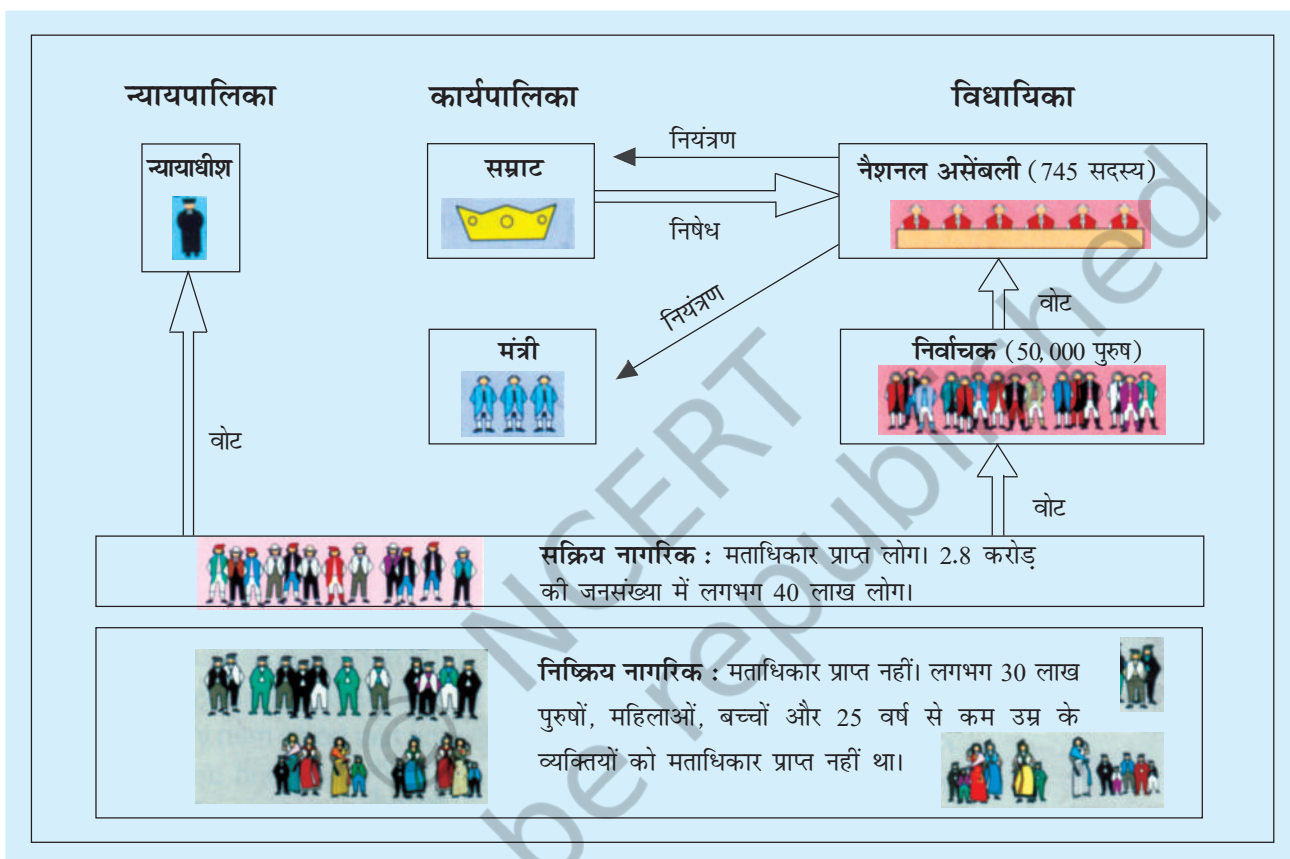 न्यायपालिका
कार्यपालिका
विधायिका
न्यायाधीश
सम्राट
नियंत्रण
निषेध
नैशनल असेंबली (745 सदस्य)
नियंत्रण
मंत्री
वोट
निर्वाचक (50,000 पुरुष)
वोट
वोट
सक्रिय नागरिक : मताधिकार प्राप्त लोग। 2.8 करोड़
की जनसंख्या में लगभग 40 लाख लोग।
निष्क्रिय नागरिक : मताधिकार प्राप्त नहीं। लगभग 30 लाख
पुरुषों, महिलाओं, बच्चों और 25 वर्ष से कम उम्र के
व्यक्तियों को मताधिकार प्राप्त नहीं था।
© NCERT
be republished